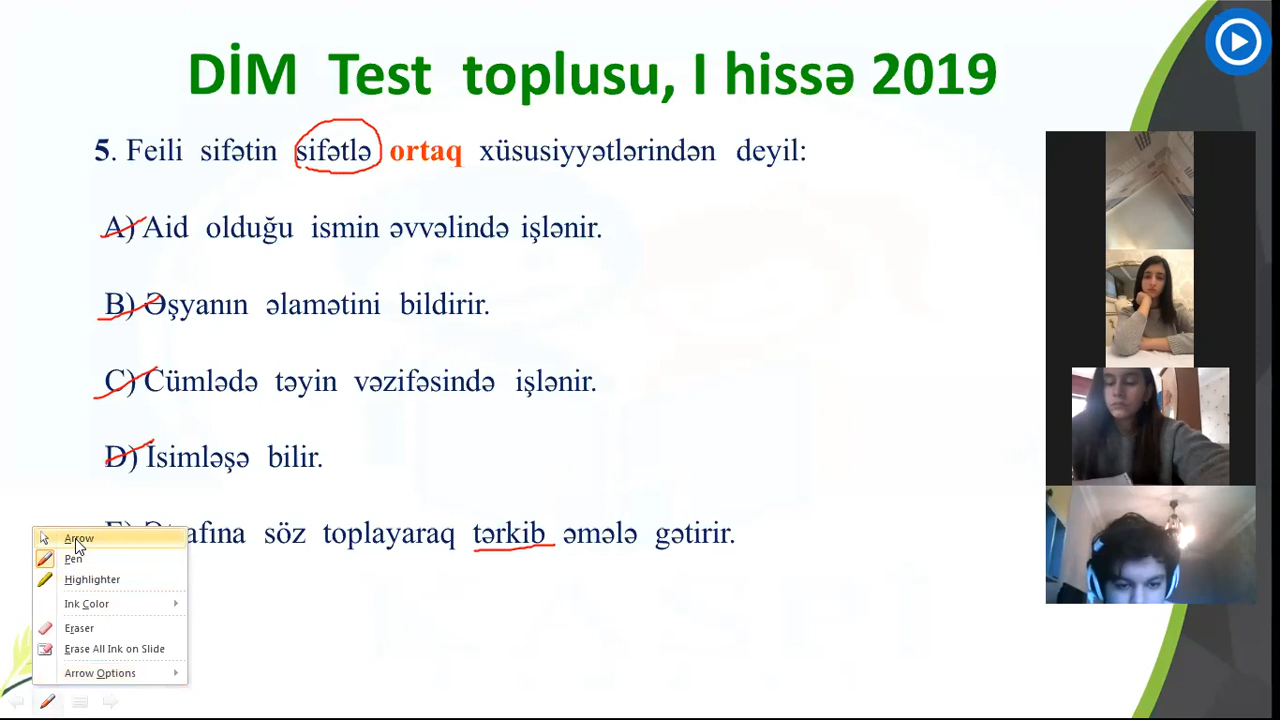 DİM Test toplusu, I hissə 2019
5. Feili sifətin sifətlə ortaq xüsusiyyətlərindən deyil:
A) Aid olduğu ismin əvvəlində işlənir.
B) Əşyanın əlamətini bildirir.
C) Cümlədə təyin vəzifəsində işlənir.
D) İsimləşə bilir.
söz toplayaraq tərkib əmələ gətirir.
Arrow
Pen
Highlighter
Ink Color
Eraser
Erase All Ink on Slide
Arrow Options